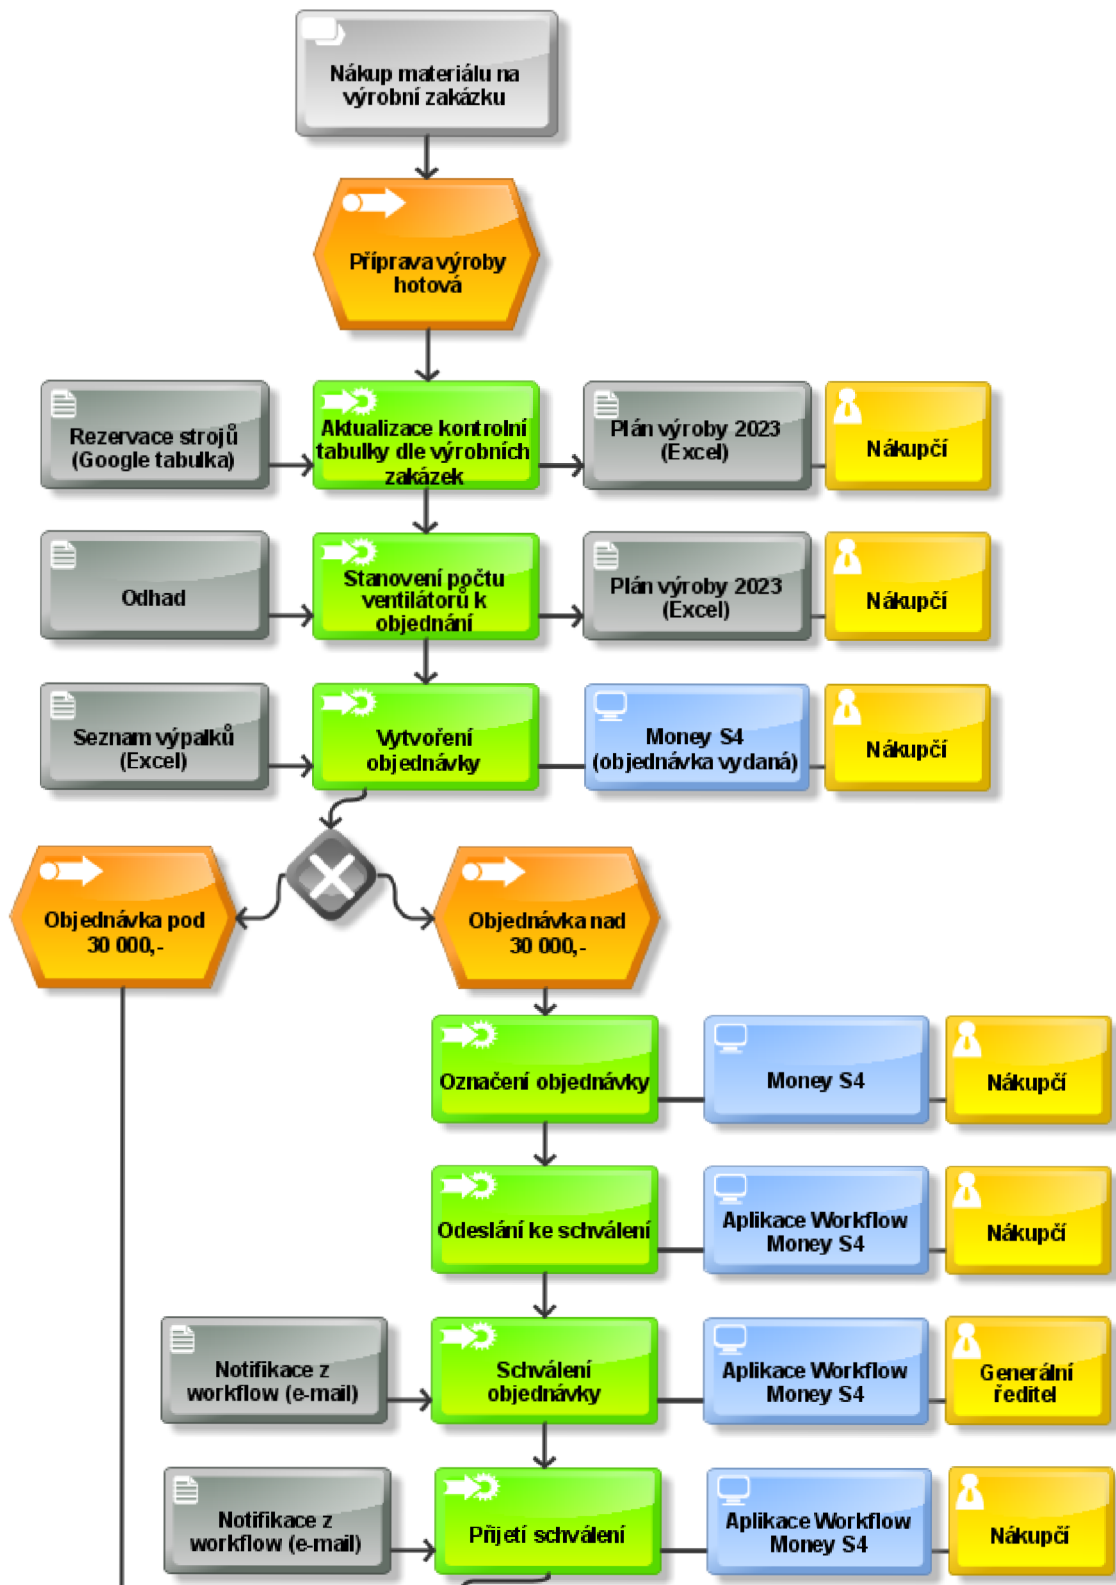 Nákup materiálu na
výrobní zakázku
Příprava výroby
hotová
Rezervace strojů
(Google tabulka)
Aktualizace kontrolní
tabulky dle výrobních
zakázek
Plán výroby 2023
(Excel)
Nákupčí
Odhad
Stanovení počtu
ventilátorů k
objednání
Plán výroby 2023
(Excel)
Nákupčí
Seznam výpalků
(Excel)
Vytvoření
objednávky
Money S4
(objednávka vydaná)
Nákupčí
Objednávka pod
30 000,-
Objednávka nad
30 000,-
Označení objednávky
Money S4
Nákupčí
Odeslání ke schválení
Aplikace Workflow
Money S4
Nákupčí
Notifikace z
workflow (e-mail)
Schválení
objednávky
Aplikace Workflow
Money S4
Generální
ředitel
Notifikace z
workflow (e-mail)
Přijetí schválení
Aplikace Workflow
Money S4
Nákupčí